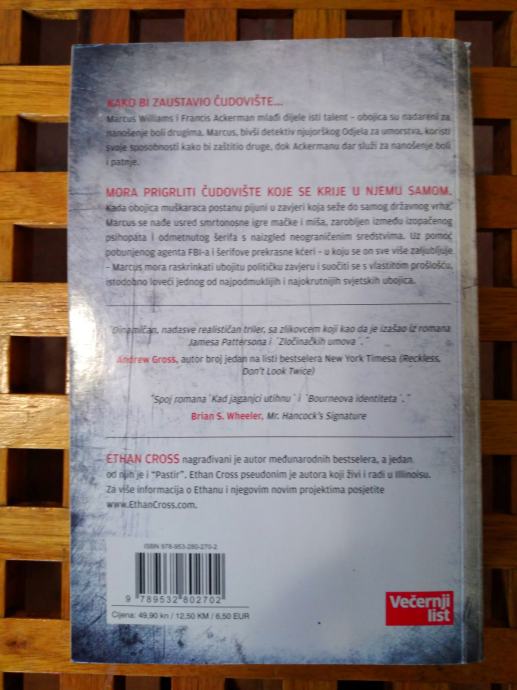 KAKO BI ZAUSTAVIO ČUDOVIŠTE...
Marcus Williams i Francis Ackerman mlađi dijele isti talent – obojica su nadareni za
nanošenje boli drugima. Marcus, bivši detektiv njujorškog Odjela za umorstva, koristi
svoje sposobnosti kako bi zaštitio druge, dok Ackermanu dar služi za nanošenje boli
i patnje.
MORA PRIGRLITI ČUDOVIŠTE KOJE SE KRIJE U NJEMU SAMOM.
Kada obojica muškaraca postanu pijuni u zavjeri koja seže do samog državnog vrha,
Marcus se nađe usred smrtonosne igre mačke i miša, zarobljen između izopačenog
psihopata i odmetnutog šerifa s naizgled neograničenim sredstvima. Uz pomoć
pobunjenog agenta FBI-a i šerifove prekrasne kćeri – u koju se on sve više zaljubljuje
– Marcus mora raskrinkati ubojitu političku zavjeru i suočiti se s vlastitom prošlošću,
istodobno loveći jednog od najpodmuklijih i najokrutnijih svjetskih ubojica.
"Dinamičan, nadasve realističan triler, sa zlikovcem koji kao da je izašao iz romana
Jamesa Pattersona i ˙Zločinačkih umova˙."
Andrew Gross, autor broj jedan na listi bestselera New York Timesa (Reckless,
Don't Look Twice)
"Spoj romana ˙Kad jaganjci utihnu˙ i ˙Bourneova identiteta˙."
Brian S. Wheeler, Mr. Hancock's Signature
ETHAN CROSS nagrađivani je autor međunarodnih bestselera, a jedan
od njih je i "Pastir". Ethan Cross pseudonim je autora koji živi i radi u Illinoisu.
Za više informacija o Ethanu i njegovim novim projektima posjetite
www.EthanCross.com.
ISBN 978-953-280-270-2
9 789532 802702
Cijena: 49,90 kn / 12,50 KM / 6,50 EUR
Večernji
list